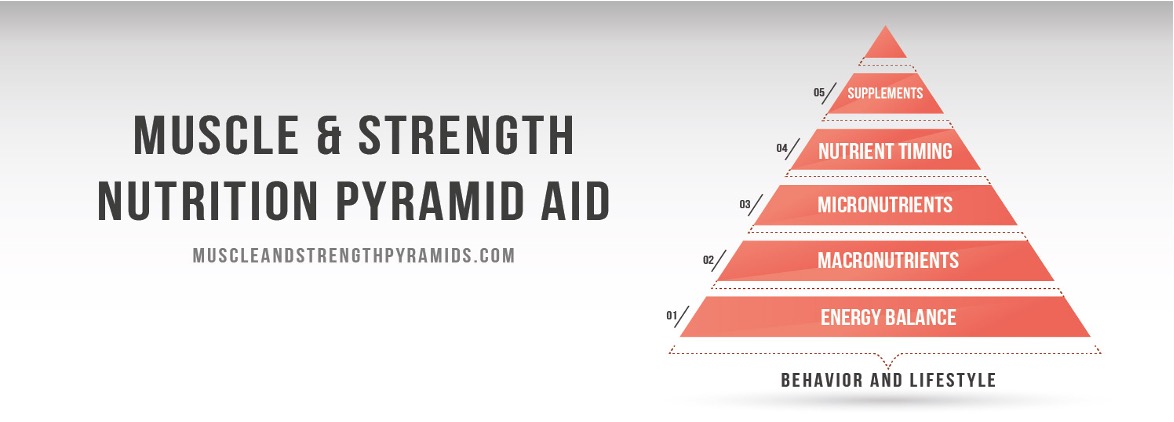 MUSCLE & STRENGTH
NUTRITION PYRAMID AID
MUSCLEANDSTRENGTHPYRAMIDS.COM
05/ SUPPLEMENTS
04/ NUTRIENT TIMING
03/ MICRONUTRIENTS
02/ MACRONUTRIENTS
01/ ENERGY BALANCE
BEHAVIOR AND LIFESTYLE